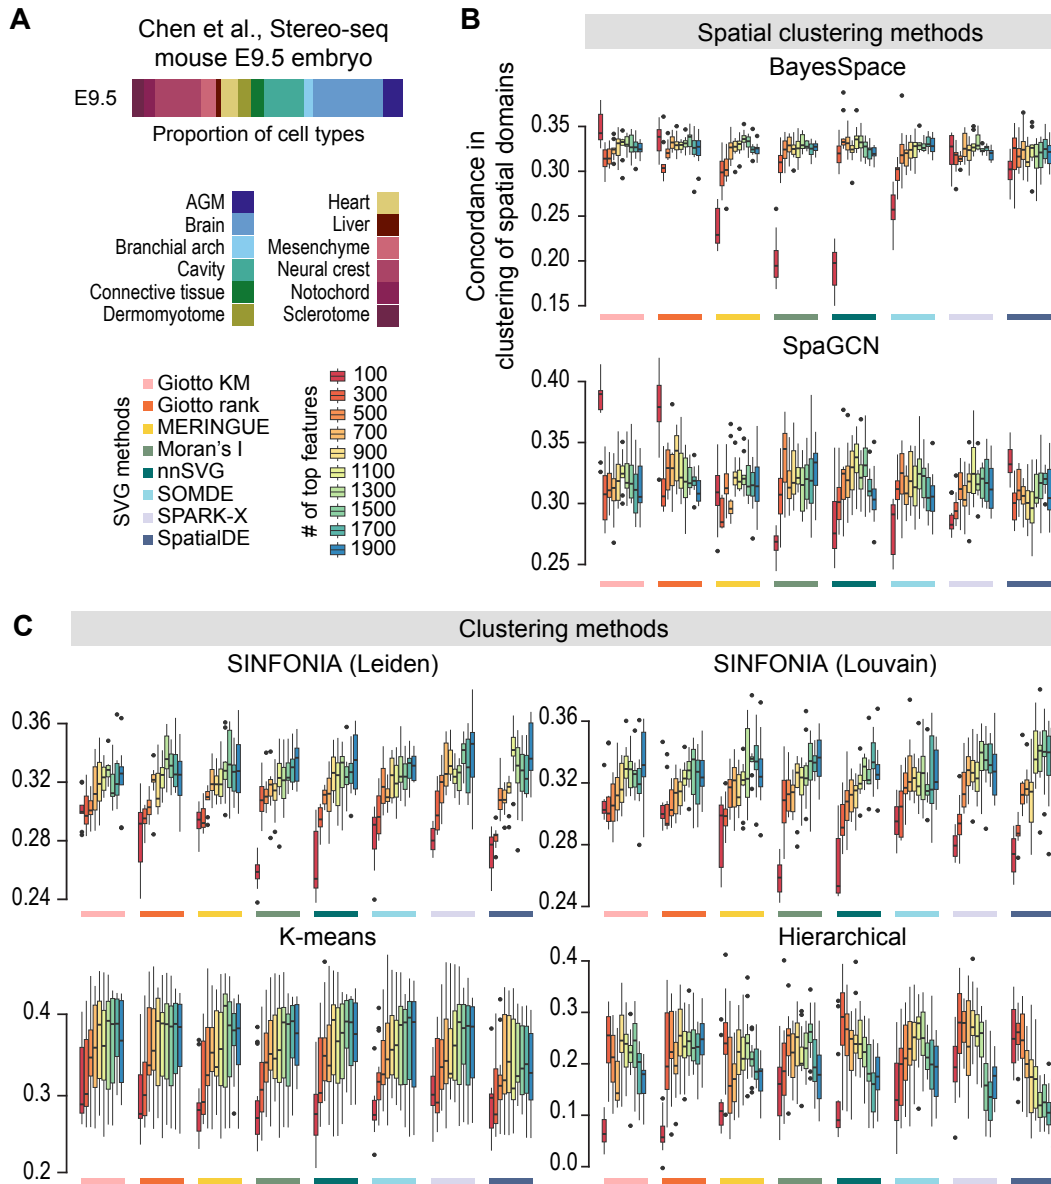 A
Chen et al., Stereo-seq
mouse E9.5 embryo
E9.5
Proportion of cell types
AGM
Brain
Branchial arch
Cavity
Connective tissue
Dermomyotome
Heart
Liver
Mesenchyme
Neural crest
Notochord
Sclerotome
SVG methods
Giotto KM
Giotto rank
MERINGUE
Moran's I
nnSVG
SOMDE
SPARK-X
SpatialDE
# of top features
100
300
500
700
900
1100
1300
1500
1700
1900
B
Spatial clustering methods
BayesSpace
Concordance in
clustering of spatial domains
0.35
0.30
0.25
0.20
0.15
SpaGCN
0.40
0.35
0.30
0.25
C
Clustering methods
SINFONIA (Leiden)
0.36
0.32
0.28
0.24
SINFONIA (Louvain)
0.36
0.32
0.28
0.24
K-means
0.4
0.3
0.2
Hierarchical
0.4
0.3
0.2
0.1
0.0